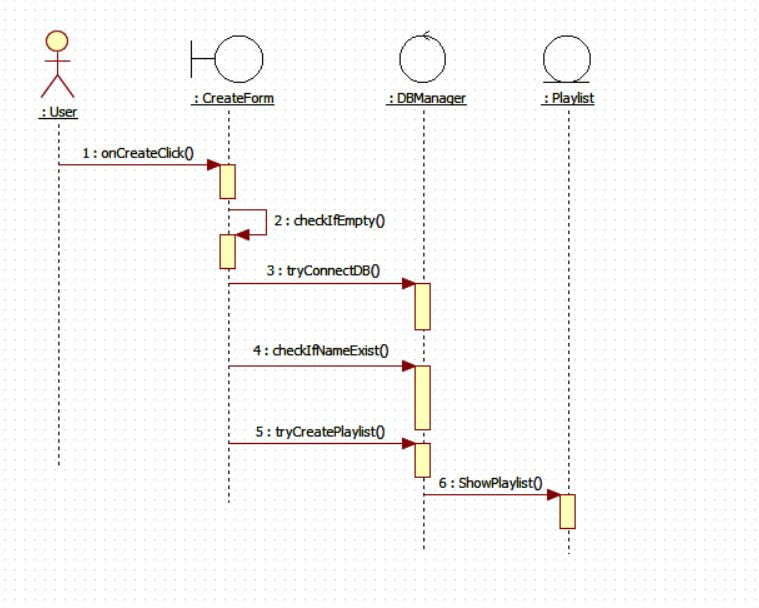 : User
: CreateForm
: DBManager
: Playlist
1 : onCreateClick()
2 : checkIfEmpty()
3 : tryConnectDB()
4 : checkIfNameExist()
5 : tryCreatePlaylist()
6 : ShowPlaylist()